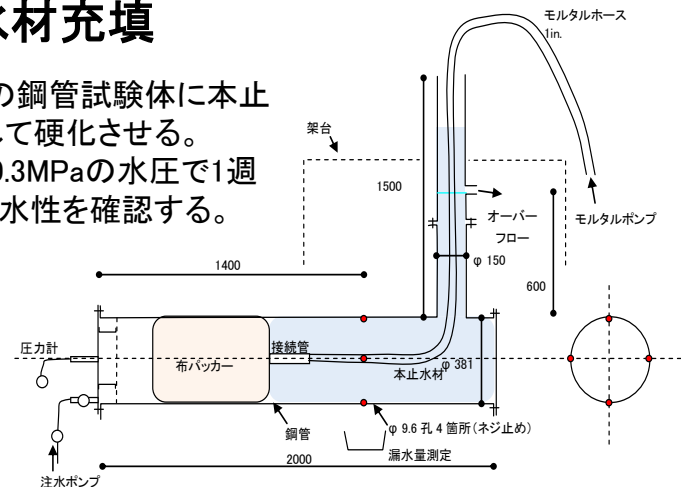 水材充填
の鋼管試験体に本止
して硬化させる。
0.3MPaの水圧で1週
水性を確認する。
モルタルホース
1in.
架台
1500
オーバー
フロー
モルタルポンプ
φ 150
600
1400
圧力計
布パッカー
接続管
本止水材
φ 381
鋼管
φ 9.6 孔 4 箇所(ネジ止め)
漏水量測定
2000
注水ポンプ